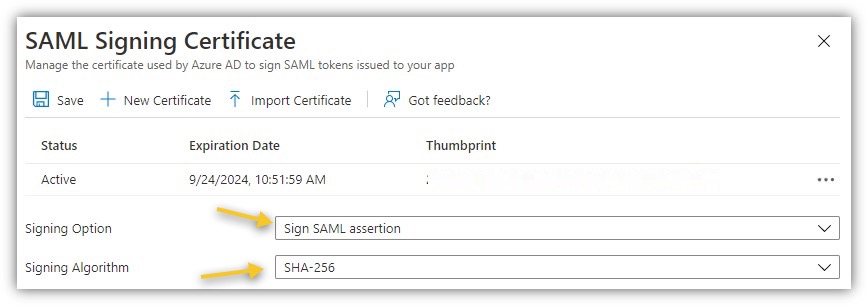 SAML Signing Certificate
Manage the certificate used by Azure AD to sign SAML tokens issued to your app
Save New Certificate Import Certificate Got feedback?
Status Expiration Date Thumbprint
Active 9/24/2024, 10:51:59 AM
Signing Option Sign SAML assertion
Signing Algorithm SHA-256